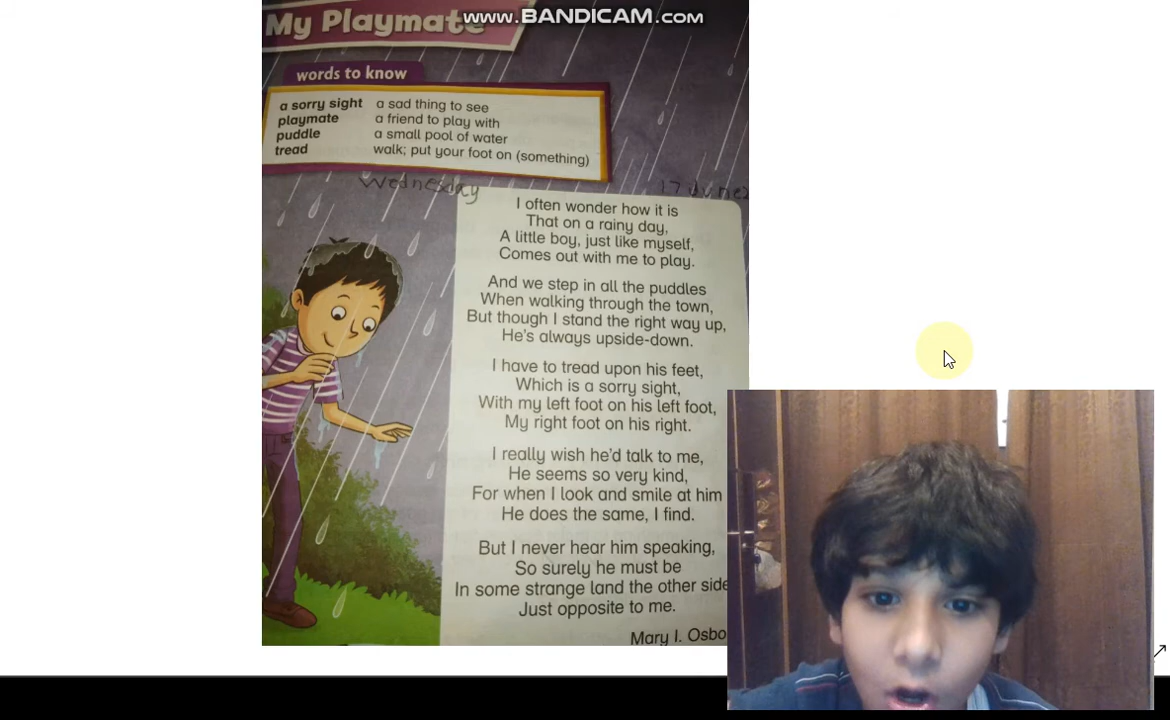 My Playmate
www.BANDICAM.com
words to know
a sorry sight a sad thing to see
playmate a friend to play with
puddle a small pool of water
tread walk; put your foot on (something)
Wednesday 17 June
I often wonder how it is
That on a rainy day,
A little boy, just like myself,
Comes out with me to play.
And we step in all the puddles
When walking through the town,
But though I stand the right way up,
He's always upside-down.
I have to tread upon his feet,
Which is a sorry sight,
With my left foot on his left foot,
My right foot on his right.
I really wish he'd talk to me,
He seems so very kind,
For when I look and smile at him
He does the same, I find.
But I never hear him speaking,
So surely he must be
In some strange land the other side
Just opposite to me.
Mary I. Osbo